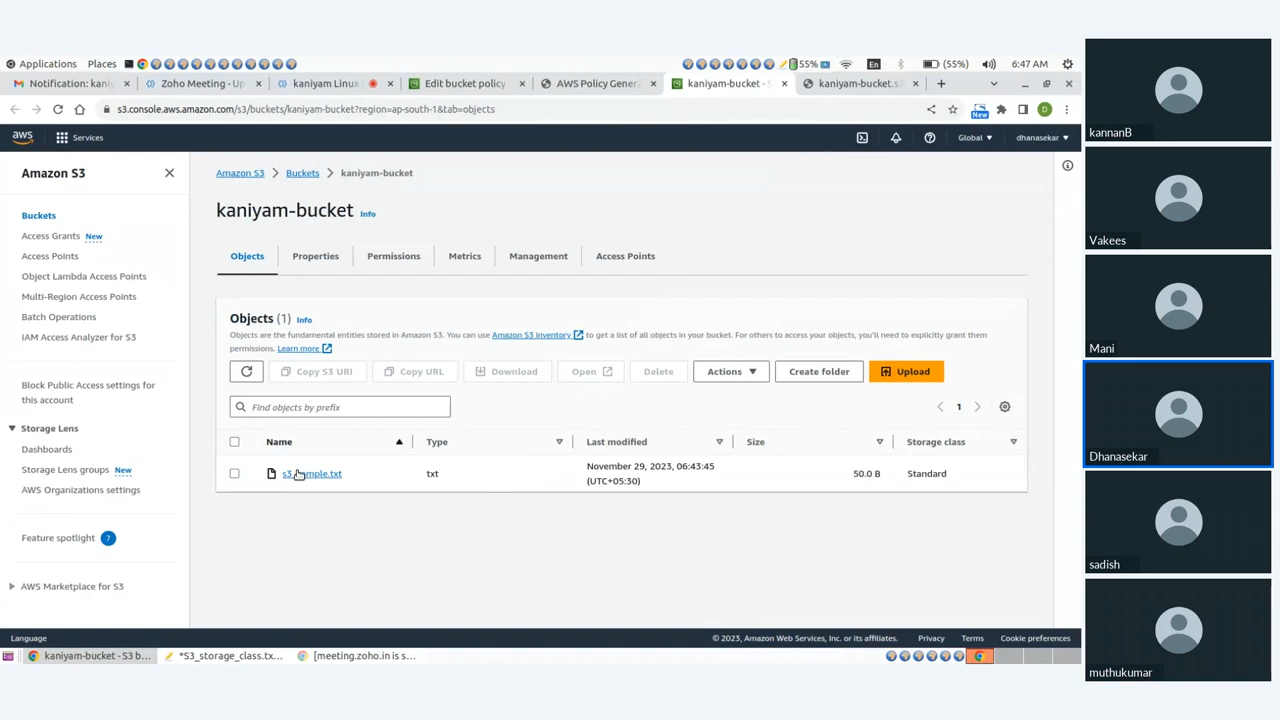 Applications Places 55% En (55%) 6:47 AM
Notification: kaniy Zoho Meeting - Up kaniyam Linux Edit bucket policy AWS Policy Genera kaniyam-bucket - S kaniyam-bucket.s3
s3.console.aws.amazon.com/s3/buckets/kaniyam-bucket?region=ap-south-1&tab=objects New D
aws Services Global dhanasekar
Amazon S3
Buckets
Access Grants New
Access Points
Object Lambda Access Points
Multi-Region Access Points
Batch Operations
IAM Access Analyzer for S3
Block Public Access settings for
this account
Storage Lens
Dashboards
Storage Lens groups New
AWS Organizations settings
Feature spotlight 7
AWS Marketplace for S3
Amazon S3 > Buckets > kaniyam-bucket
kaniyam-bucket Info
Objects Properties Permissions Metrics Management Access Points
Objects (1) Info
Objects are the fundamental entities stored in Amazon S3. You can use Amazon S3 inventory to get a list of all objects in your bucket. For others to access your objects, you'll need to explicitly grant them
permissions. Learn more
Copy S3 URI Copy URL Download Open Delete Actions Create folder Upload
Find objects by prefix 1
Name Type Last modified Size Storage class
txt November 29, 2023, 06:43:45 50.0 B Standard
(UTC+05:30)
Language © 2023, Amazon Web Services, Inc. or its affiliates. Privacy Terms Cookie preferences
kaniyam-bucket - S3 b... *S3_storage_class.tx... [meeting.zoho.in is s...
kannanB
Vakees
Mani
Dhanasekar
sadish
muthukumar